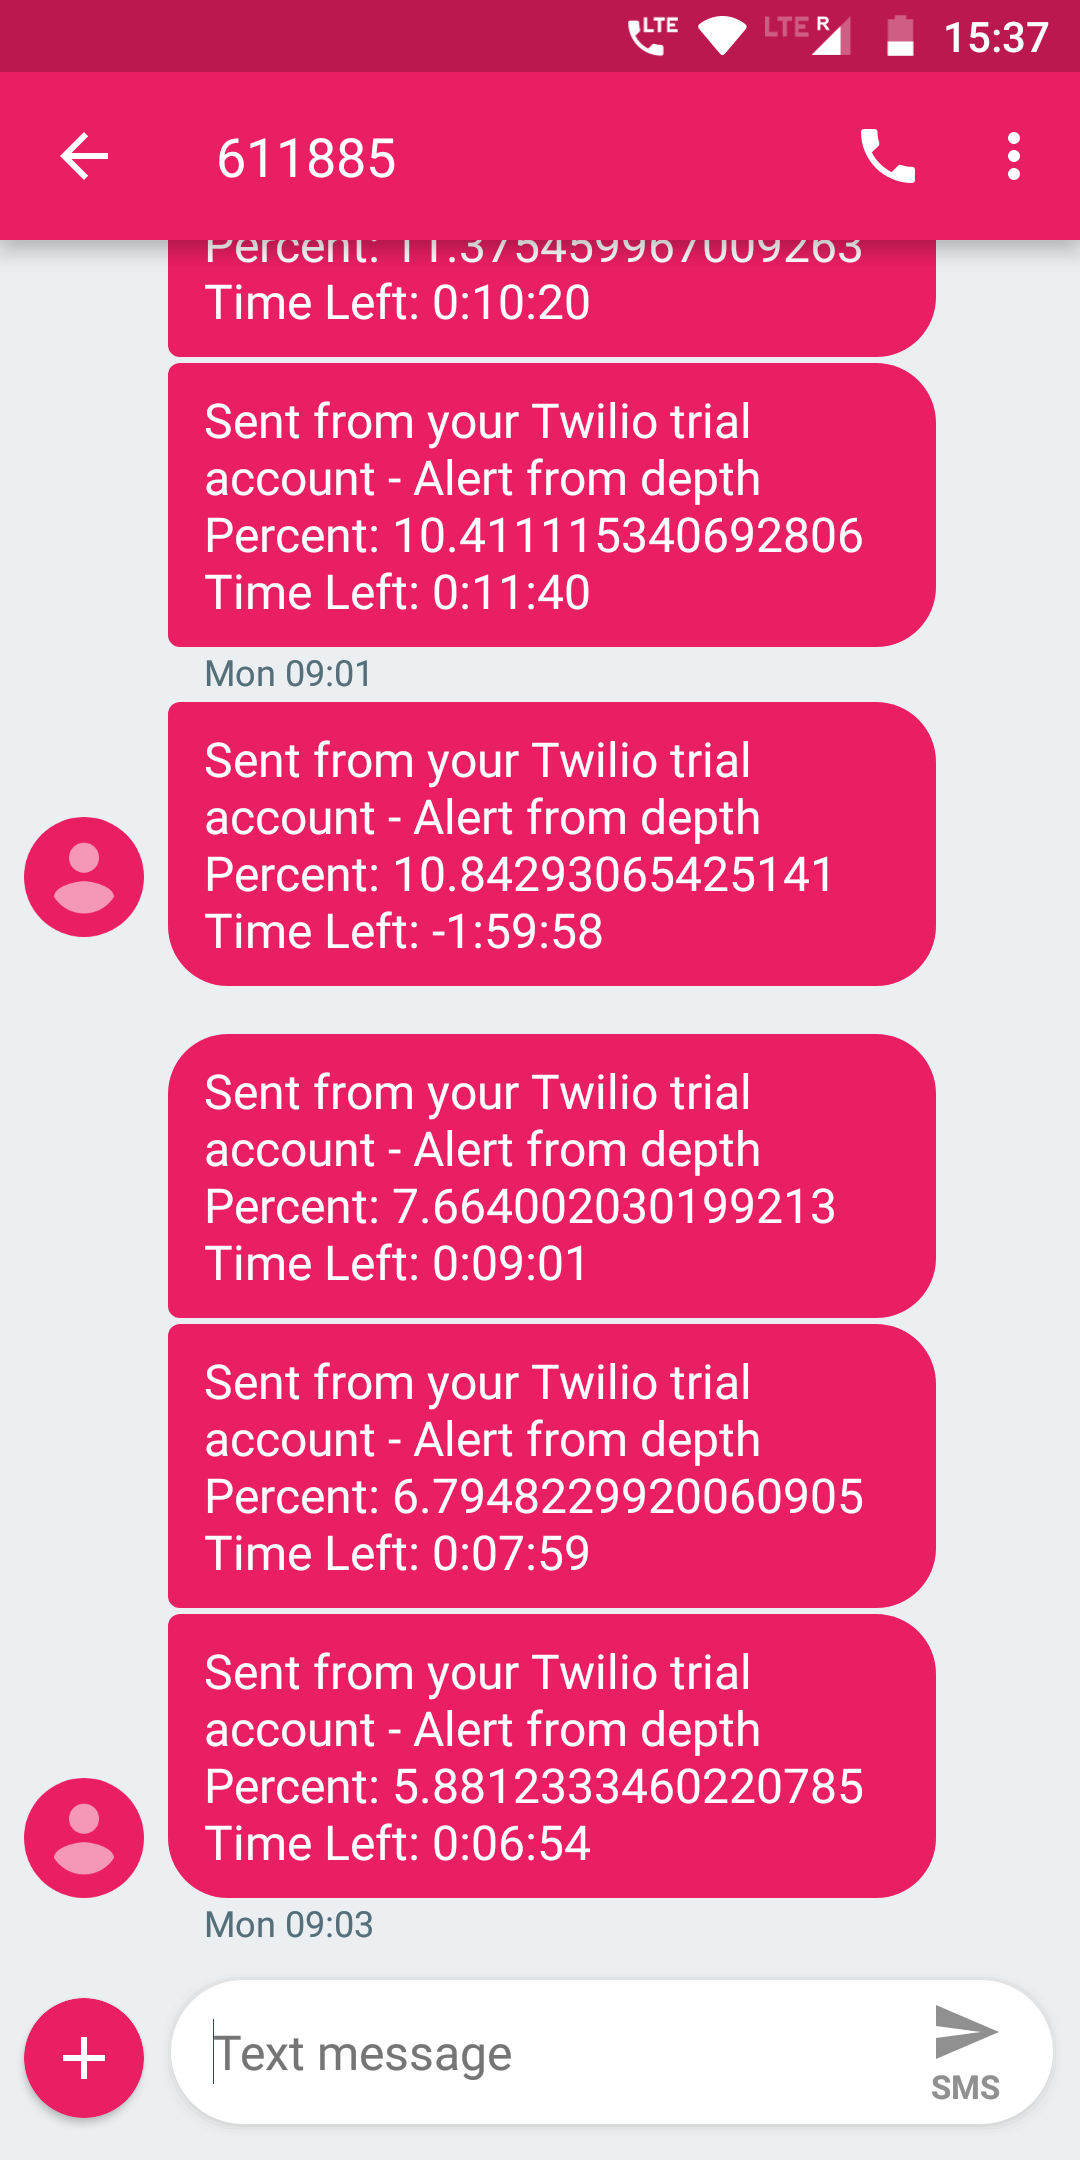 LTE LTE R 15:37
611885
Percent: 11.375459967009263
Time Left: 0:10:20
Sent from your Twilio trial
account - Alert from depth
Percent: 10.411115340692806
Time Left: 0:11:40
Mon 09:01
Sent from your Twilio trial
account - Alert from depth
Percent: 10.84293065425141
Time Left: -1:59:58
Sent from your Twilio trial
account - Alert from depth
Percent: 7.664002030199213
Time Left: 0:09:01
Sent from your Twilio trial
account - Alert from depth
Percent: 6.7948229920060905
Time Left: 0:07:59
Sent from your Twilio trial
account - Alert from depth
Percent: 5.8812333460220785
Time Left: 0:06:54
Mon 09:03
Text message
SMS